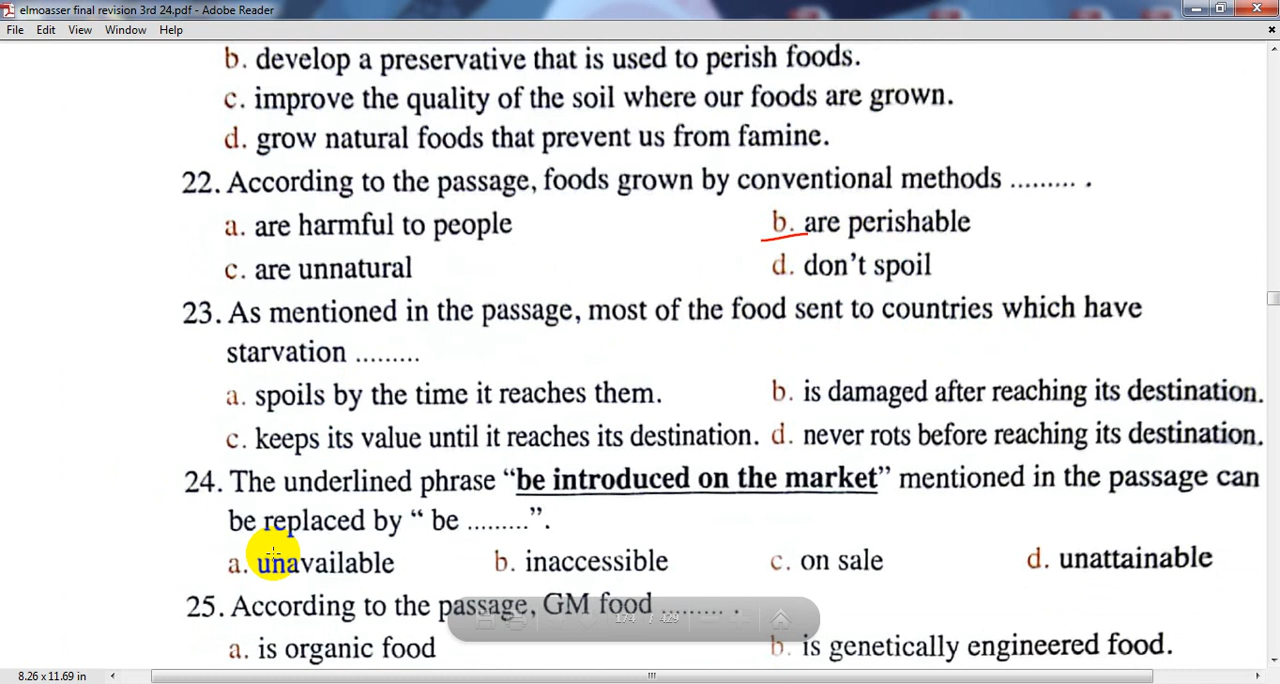 elmoasser final revision 3rd 24.pdf - Adobe Reader
File Edit View Window Help
b. develop a preservative that is used to perish foods.
c. improve the quality of the soil where our foods are grown.
d. grow natural foods that prevent us from famine.
22. According to the passage, foods grown by conventional methods ......... .
a. are harmful to people b. are perishable
c. are unnatural d. don't spoil
23. As mentioned in the passage, most of the food sent to countries which have
starvation .........
a. spoils by the time it reaches them. b. is damaged after reaching its destination.
c. keeps its value until it reaches its destination. d. never rots before reaching its destination.
24. The underlined phrase “be introduced on the market” mentioned in the passage can
be replaced by “ be .........”.
a. unavailable b. inaccessible c. on sale d. unattainable
25. According to the passage, GM food ......... .
174 / 429
a. is organic food b. is genetically engineered food.
8.26 x 11.69 in